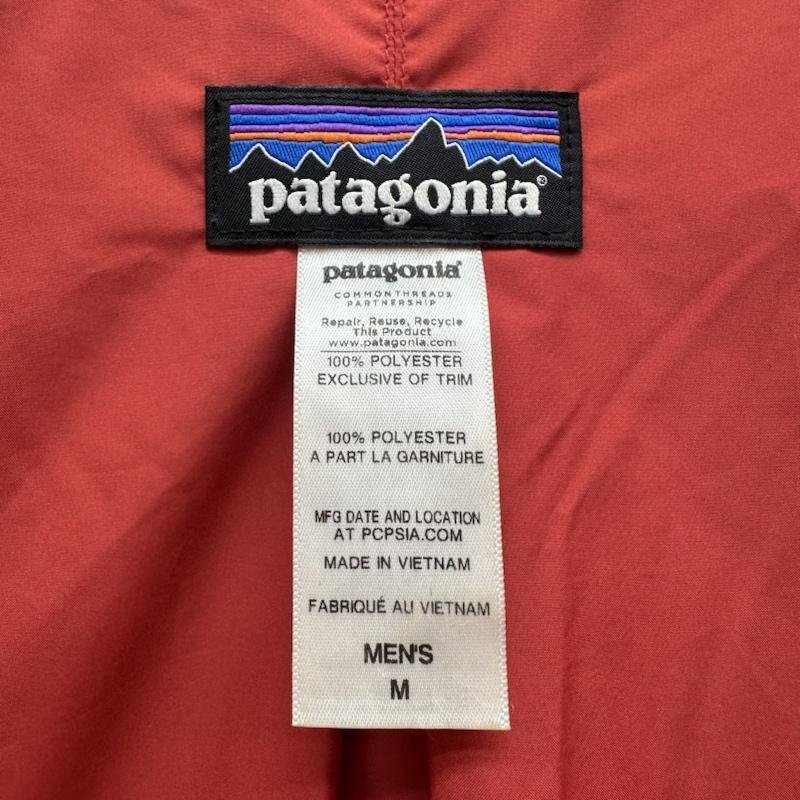 patagonia®
patagonia®
COMMON THREADS
PARTNERSHIP
Repair, Reuse, Recycle
This Product
www.patagonia.com
100% POLYESTER
EXCLUSIVE OF TRIM
100% POLYESTER
A PART LA GARNITURE
MFG DATE AND LOCATION
AT PCPSIA.COM
MADE IN VIETNAM
FABRIQUÉ AU VIETNAM
MEN'S
M